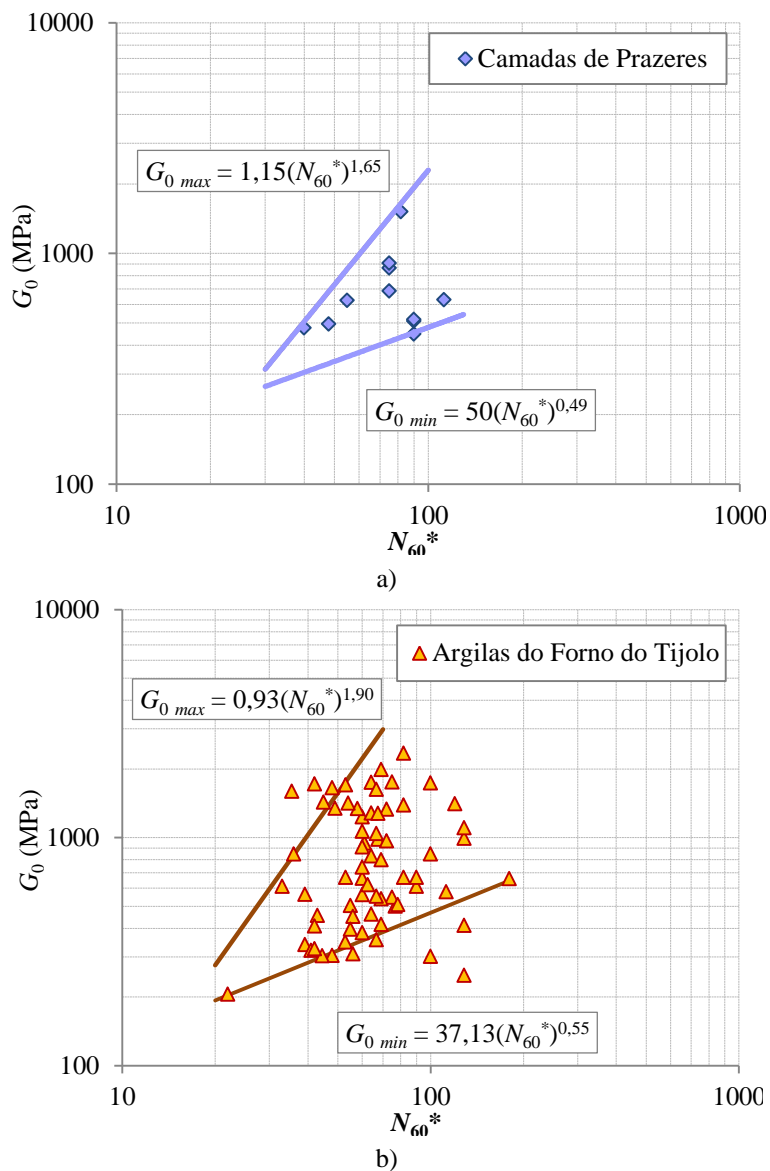 10000
Camadas de Prazeres
G0 max = 1,15(N60*)1,65
1000
G0 (MPa)
G0 min = 50(N60*)0,49
100
10 100 1000
N60*
a)
10000
Argilas do Forno do Tijolo
G0 max = 0,93(N60*)1,90
1000
G0 (MPa)
G0 min = 37,13(N60*)0,55
100
10 100 1000
N60*
b)